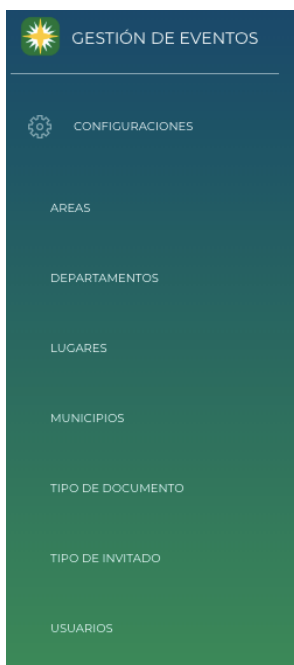 GESTIÓN DE EVENTOS
CONFIGURACIONES
AREAS
DEPARTAMENTOS
LUGARES
MUNICIPIOS
TIPO DE DOCUMENTO
TIPO DE INVITADO
USUARIOS